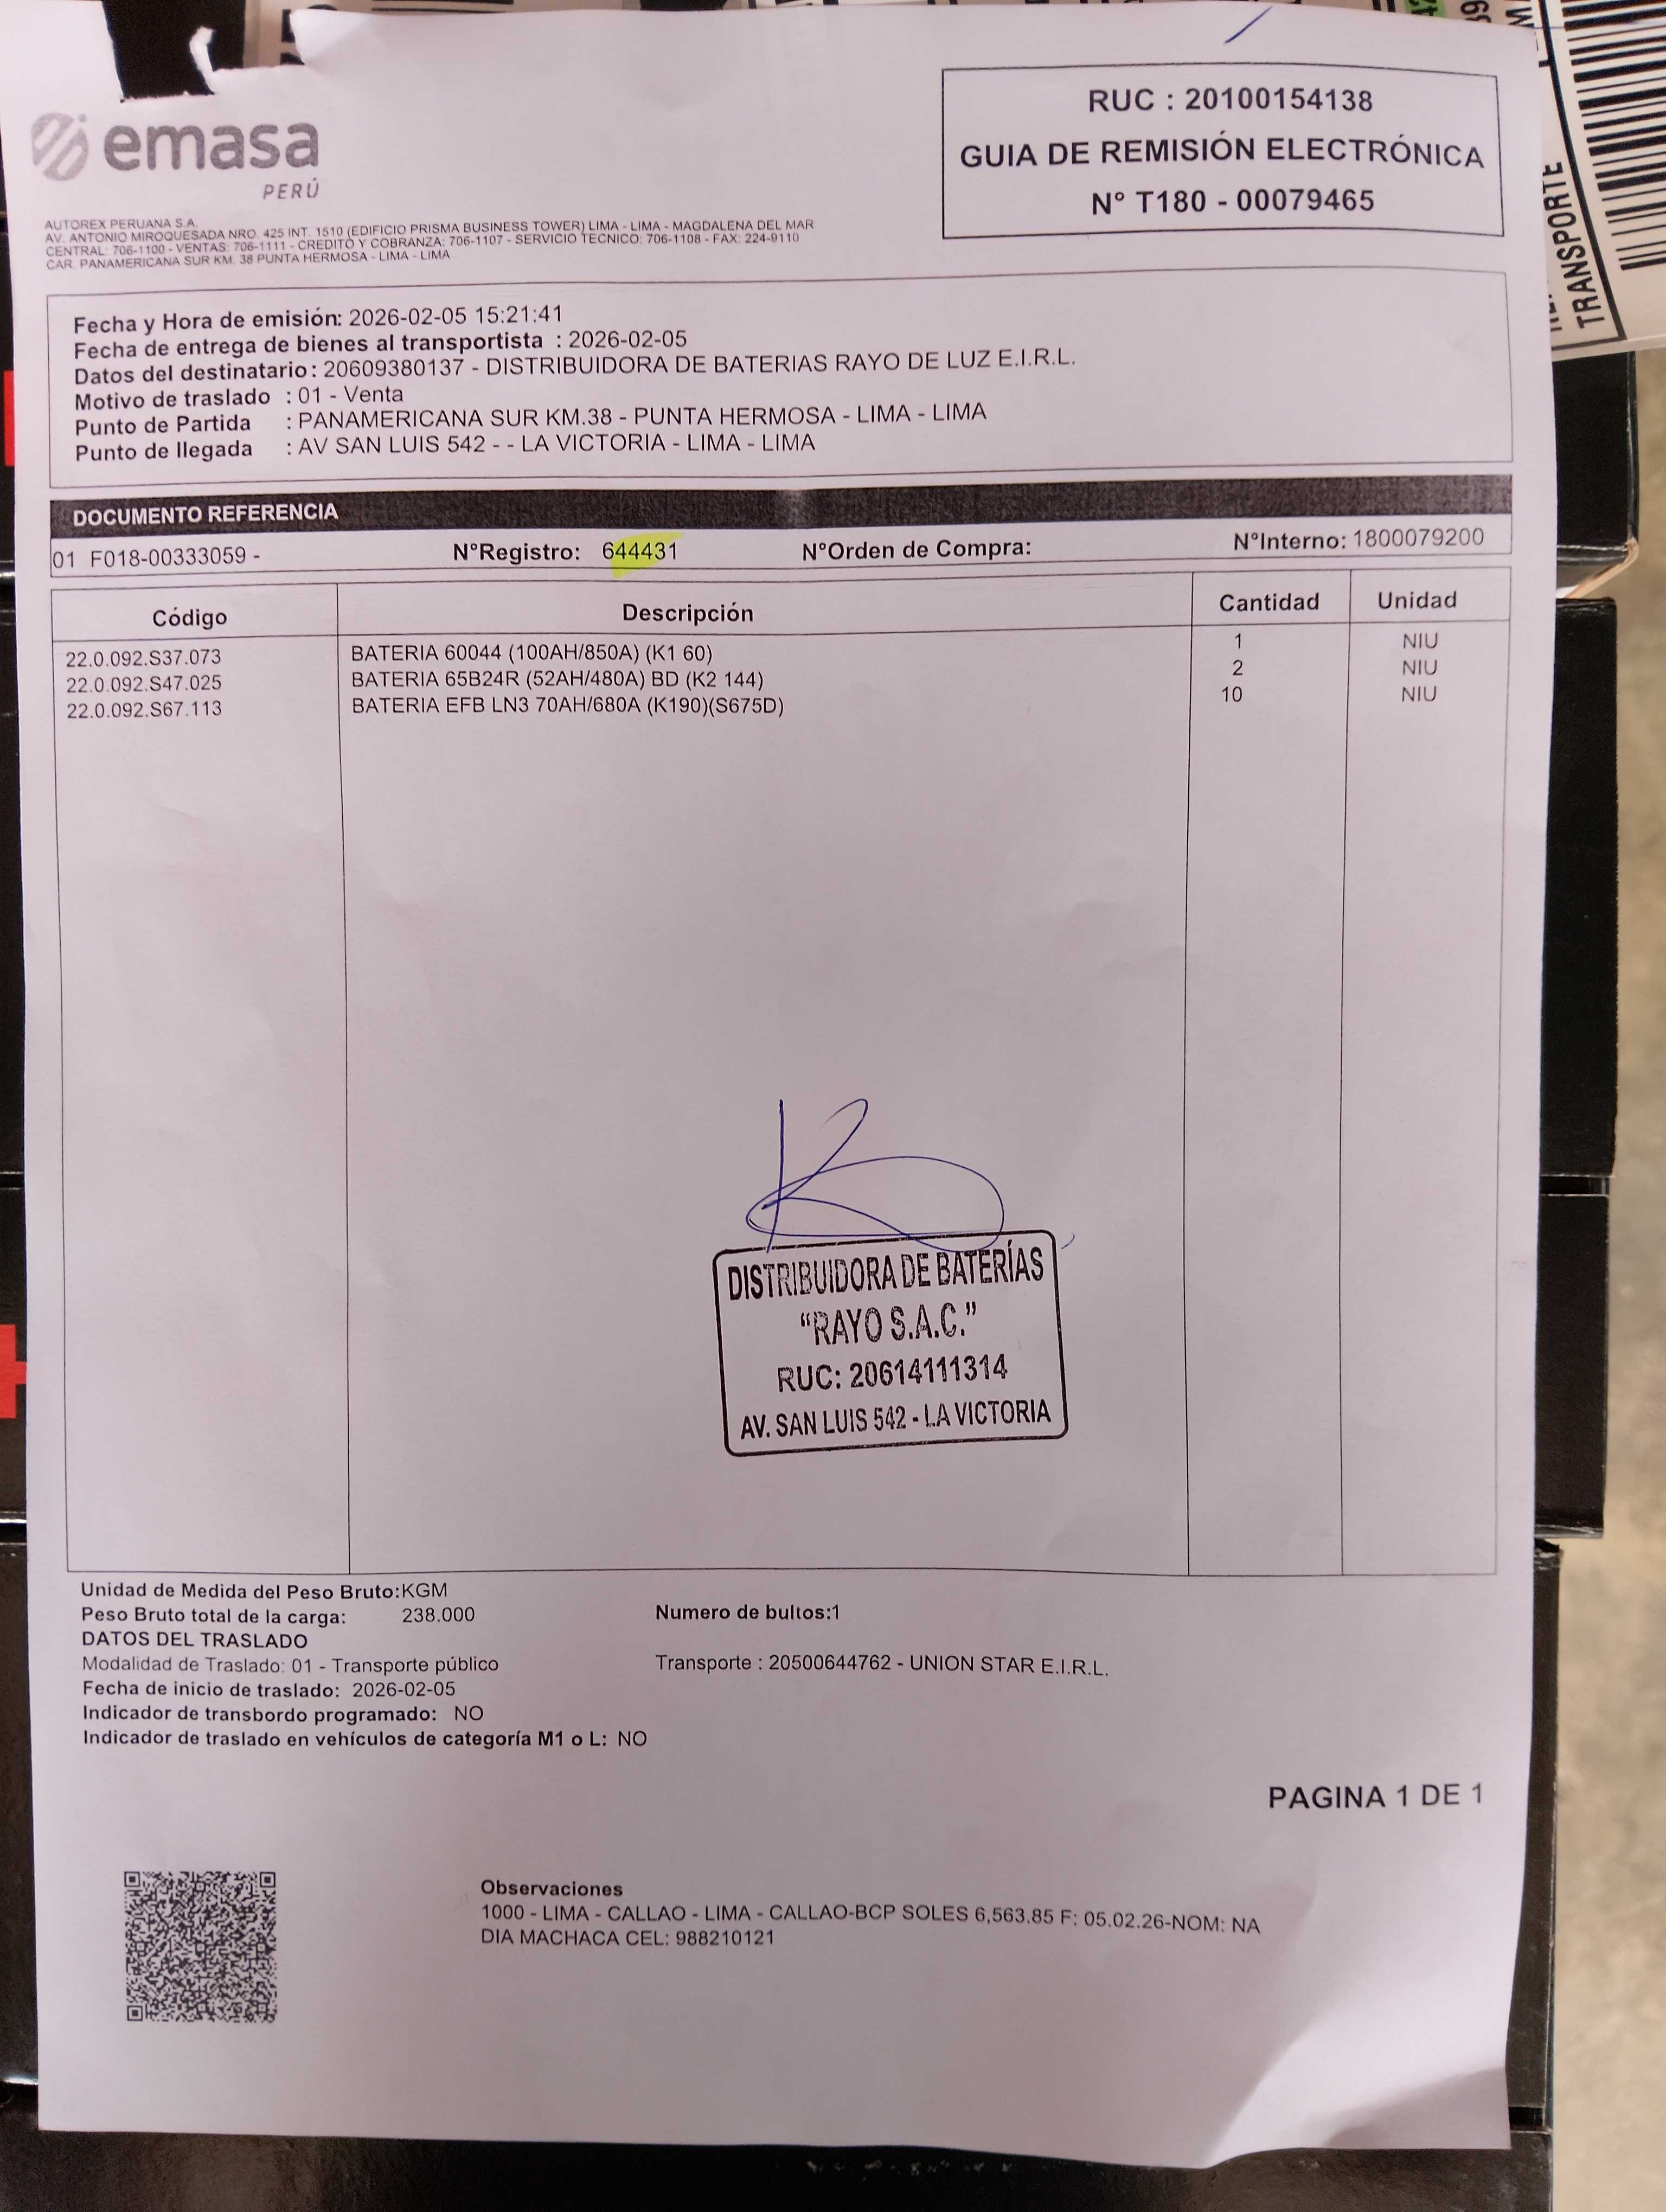 emasa
PERÚ
RUC : 20100154138
GUIA DE REMISIÓN ELECTRÓNICA
N° T180 - 00079465
AUTOREX PERUANA S.A.
AV. ANTONIO MIROQUESADA NRO. 425 INT. 1510 (EDIFICIO PRISMA BUSINESS TOWER) LIMA - LIMA - MAGDALENA DEL MAR
CENTRAL: 706-1100 - VENTAS: 706-1111 - CREDITO Y COBRANZA: 706-1107 - SERVICIO TECNICO: 706-1108 - FAX: 224-9110
CAR. PANAMERICANA SUR KM. 38 PUNTA HERMOSA - LIMA - LIMA
TRANSPORTE
Fecha y Hora de emisión: 2026-02-05 15:21:41
Fecha de entrega de bienes al transportista : 2026-02-05
Datos del destinatario: 20609380137 - DISTRIBUIDORA DE BATERIAS RAYO DE LUZ E.I.R.L.
Motivo de traslado : 01 - Venta
Punto de Partida : PANAMERICANA SUR KM.38 - PUNTA HERMOSA - LIMA - LIMA
Punto de llegada : AV SAN LUIS 542 - - LA VICTORIA - LIMA - LIMA
DOCUMENTO REFERENCIA
01 F018-00333059 - N°Registro: 644431 N°Orden de Compra: N°Interno: 1800079200
Código Descripción Cantidad Unidad
22.0.092.S37.073 BATERIA 60044 (100AH/850A) (K1 60) 1 NIU
22.0.092.S47.025 BATERIA 65B24R (52AH/480A) BD (K2 144) 2 NIU
22.0.092.S67.113 BATERIA EFB LN3 70AH/680A (K190)(S675D) 10 NIU
DISTRIBUIDORA DE BATERÍAS
“RAYO S.A.C.”
RUC: 20614111314
AV. SAN LUIS 542 - LA VICTORIA
Unidad de Medida del Peso Bruto:KGM
Peso Bruto total de la carga: 238.000 Numero de bultos:1
DATOS DEL TRASLADO
Modalidad de Traslado: 01 - Transporte público Transporte : 20500644762 - UNION STAR E.I.R.L.
Fecha de inicio de traslado: 2026-02-05
Indicador de transbordo programado: NO
Indicador de traslado en vehículos de categoría M1 o L: NO
PAGINA 1 DE 1
Observaciones
1000 - LIMA - CALLAO - LIMA - CALLAO-BCP SOLES 6,563.85 F: 05.02.26-NOM: NA
DIA MACHACA CEL: 988210121